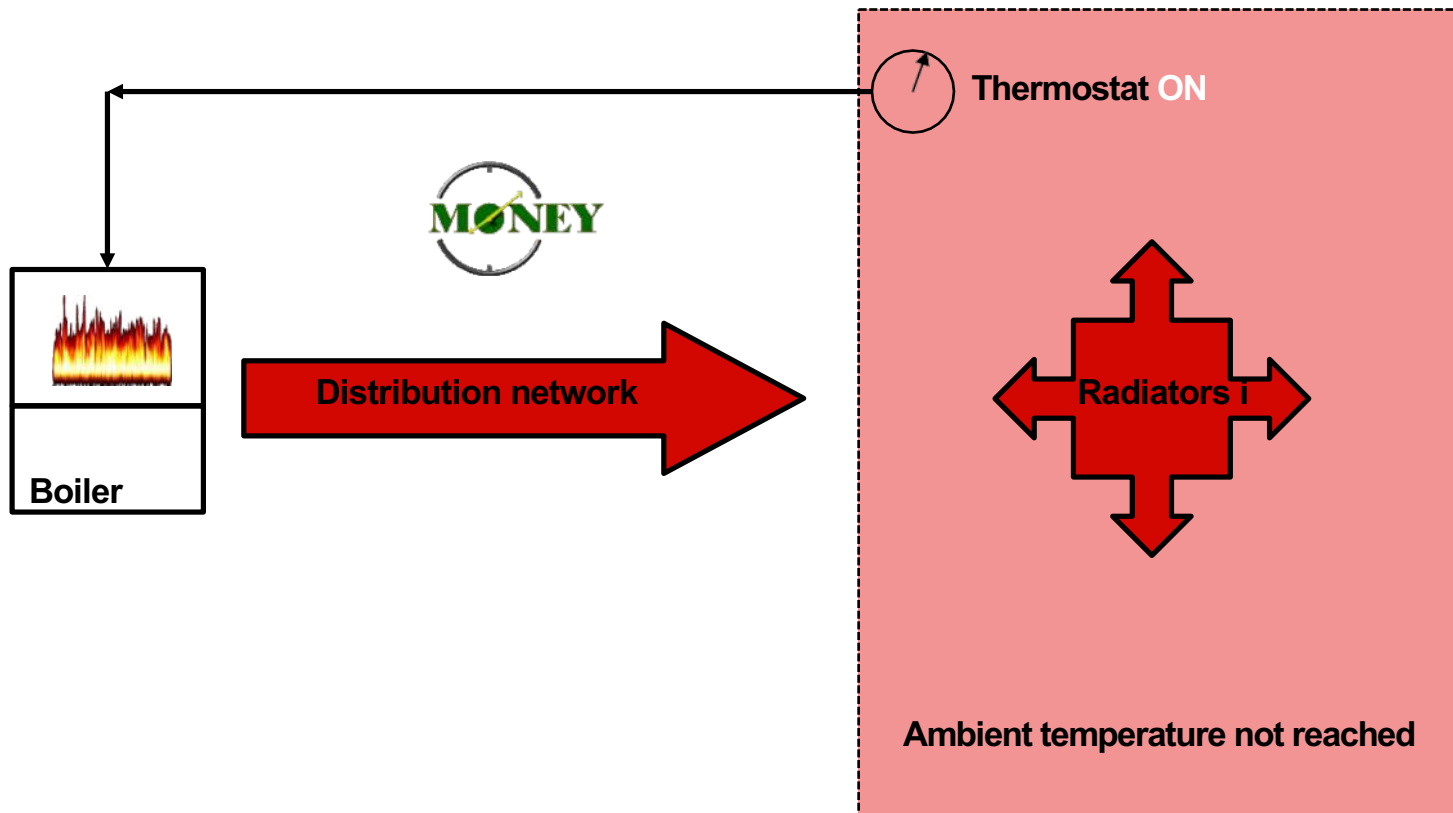 Thermostat ON
MONEY
Distribution network
Radiators i
Boiler
Ambient temperature not reached